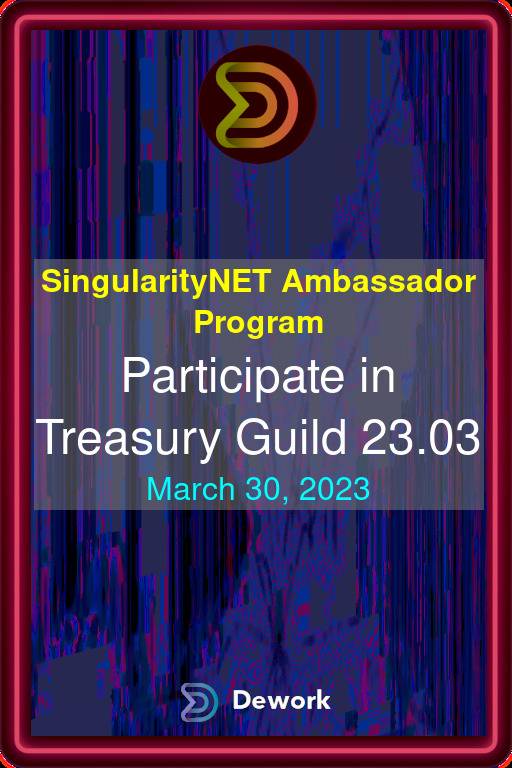 SingularityNET Ambassador
Program
Participate in
Treasury Guild 23.03
March 30, 2023
Dework